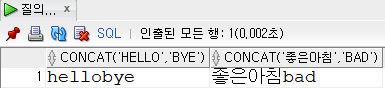 질의...
SQL | 인출된 모든 행: 1(0,002초)
CONCAT('HELLO','BYE') CONCAT('좋은아침','BAD')
1 hellobye 좋은아침bad